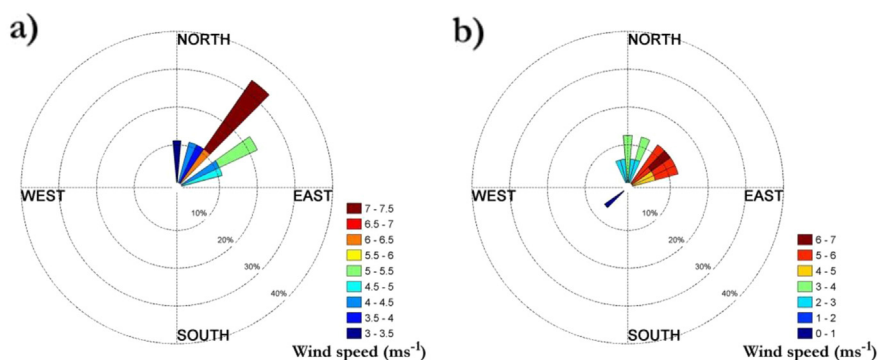 a)
NORTH
WEST
EAST
SOUTH
10%
20%
30%
40%
7 - 7.5
6.5 - 7
6 - 6.5
5.5 - 6
5 - 5.5
4.5 - 5
4 - 4.5
3.5 - 4
3 - 3.5
Wind speed (ms⁻¹)
b)
NORTH
WEST
EAST
SOUTH
10%
20%
30%
40%
6 - 7
5 - 6
4 - 5
3 - 4
2 - 3
1 - 2
0 - 1
Wind speed (ms⁻¹)